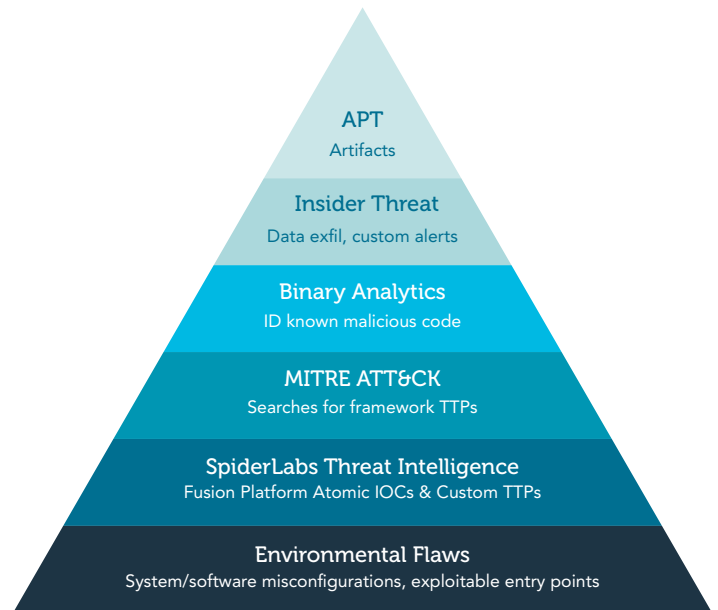 APT
Artifacts
Insider Threat
Data exfil, custom alerts
Binary Analytics
ID known malicious code
MITRE ATT&CK
Searches for framework TTPs
SpiderLabs Threat Intelligence
Fusion Platform Atomic IOCs & Custom TTPs
Environmental Flaws
System/software misconfigurations, exploitable entry points